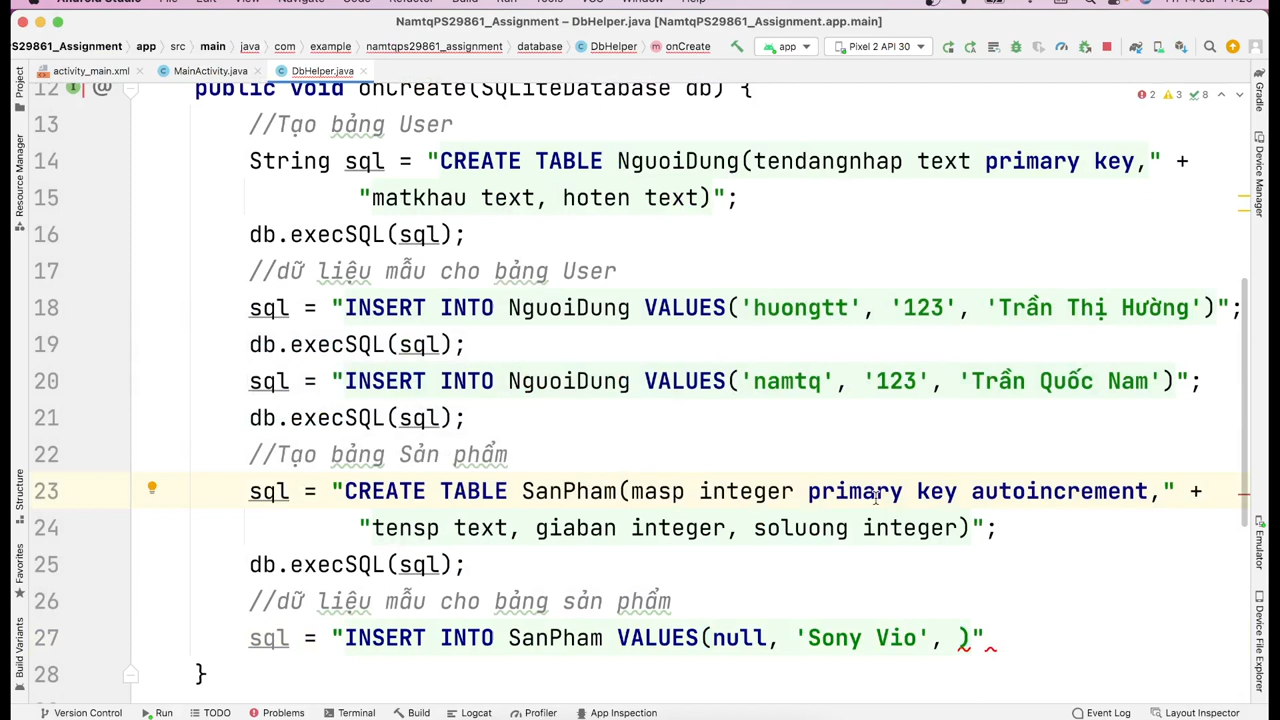 NamtqPS29861_Assignment – DbHelper.java [NamtqPS29861_Assignment.app.main]
S29861_Assignment app src main java com example namtqps29861_assignment database DbHelper onCreate app Pixel 2 API 30
activity_main.xml MainActivity.java DbHelper.java
12 public void onCreate(SQLiteDatabase db) {
2 3 8
13 //Tạo bảng User
14 String sql = "CREATE TABLE NguoiDung(tendangnhap text primary key," +
15 "matkhau text, hoten text)";
16 db.execSQL(sql);
17 //dữ liệu mẫu cho bảng User
18 sql = "INSERT INTO NguoiDung VALUES('huongtt', '123', 'Trần Thị Hường')";
19 db.execSQL(sql);
20 sql = "INSERT INTO NguoiDung VALUES('namtq', '123', 'Trần Quốc Nam')";
21 db.execSQL(sql);
22 //Tạo bảng Sản phẩm
23 sql = "CREATE TABLE SanPham(masp integer primary key autoincrement," +
24 "tensp text, giaban integer, soluong integer)";
25 db.execSQL(sql);
26 //dữ liệu mẫu cho bảng sản phẩm
27 sql = "INSERT INTO SanPham VALUES(null, 'Sony Vio', )"
28 }
Project
Resource Manager
Structure
Favorites
Build Variants
Gradle
Device Manager
Emulator
Device File Explorer
Version Control Run TODO Problems Terminal Build Logcat Profiler App Inspection Event Log Layout Inspector